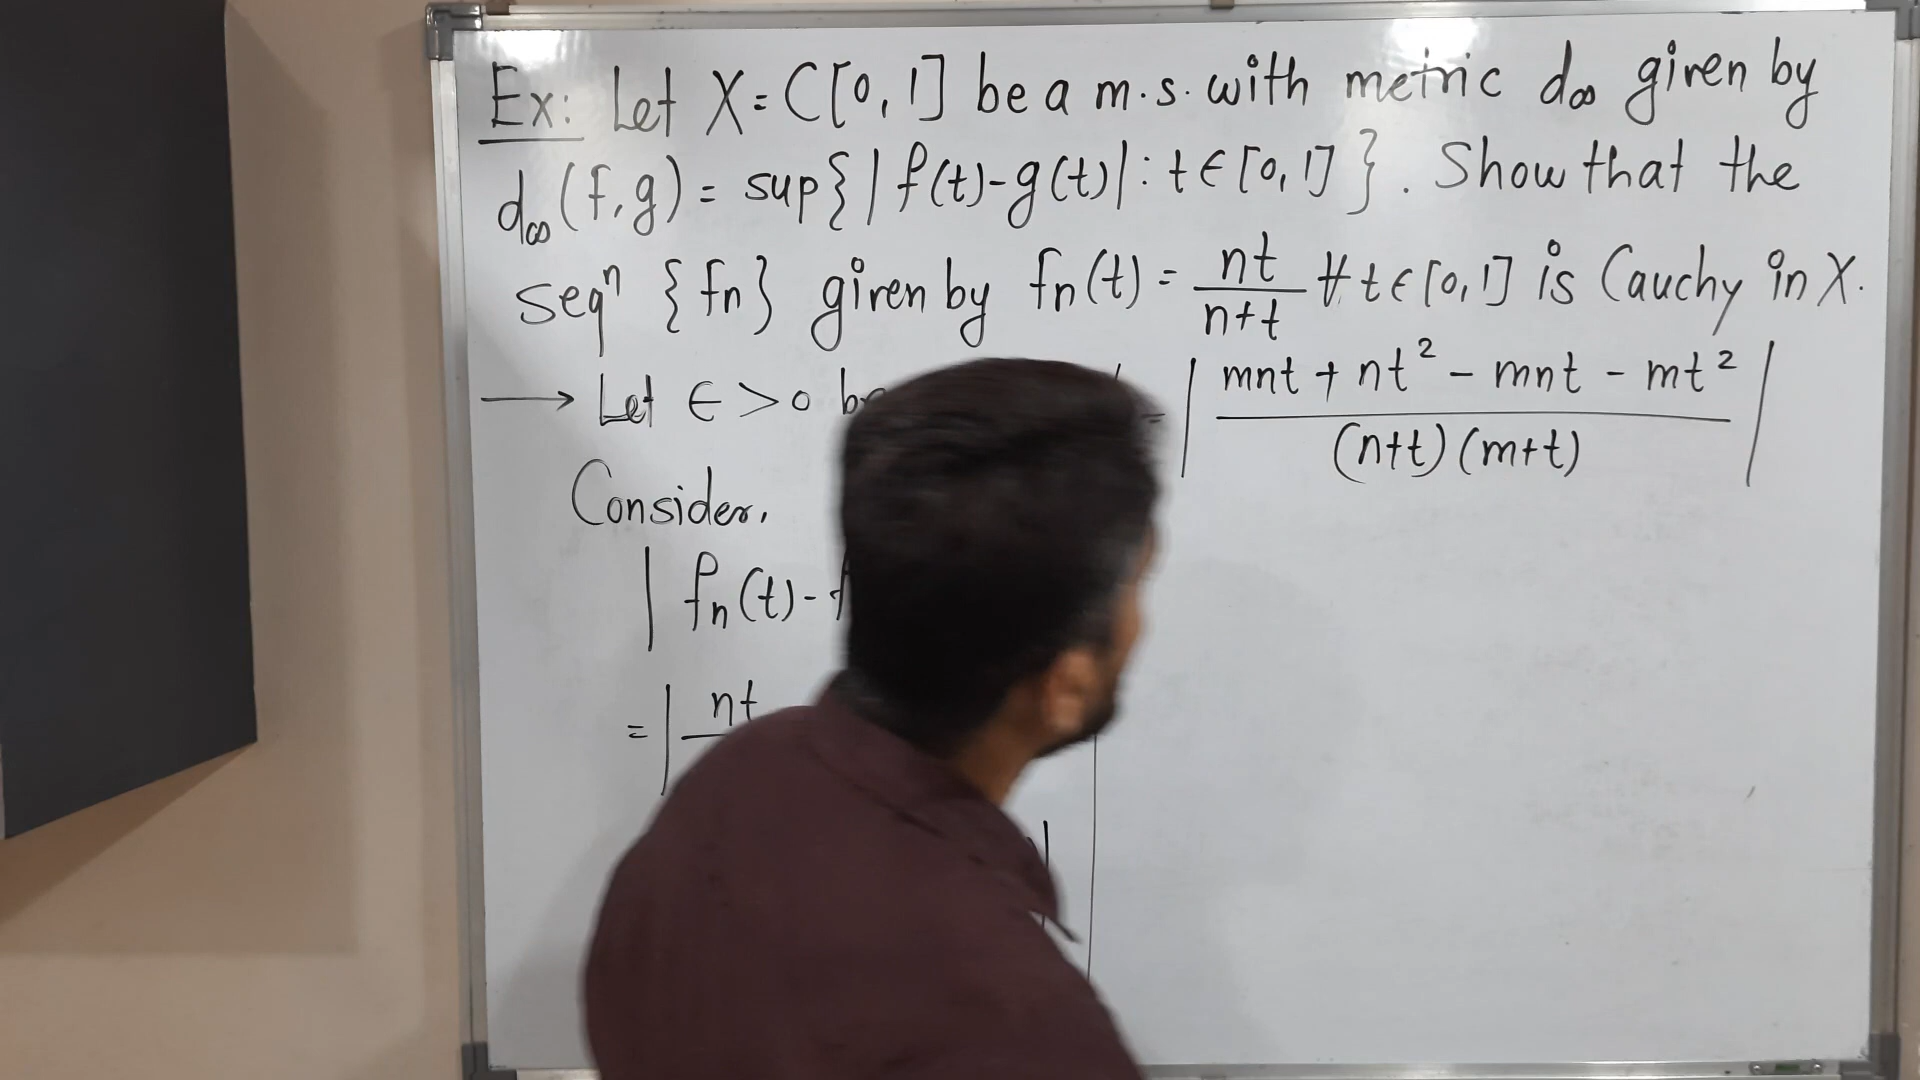 Ex: Let X = C[0, 1] be a m.s. with metric d∞ given by
d∞(f, g) = sup{ | f(t) - g(t)| : t ∈ [0, 1] }. Show that the
seqⁿ {fn} given by fn(t) = nt / n+t ∀ t ∈ [0, 1] is Cauchy in X.
→ Let ∈ > 0
Consider,
| fn(t) -
= | nt
= | mnt + nt² - mnt - mt² / (n+t) (m+t) |